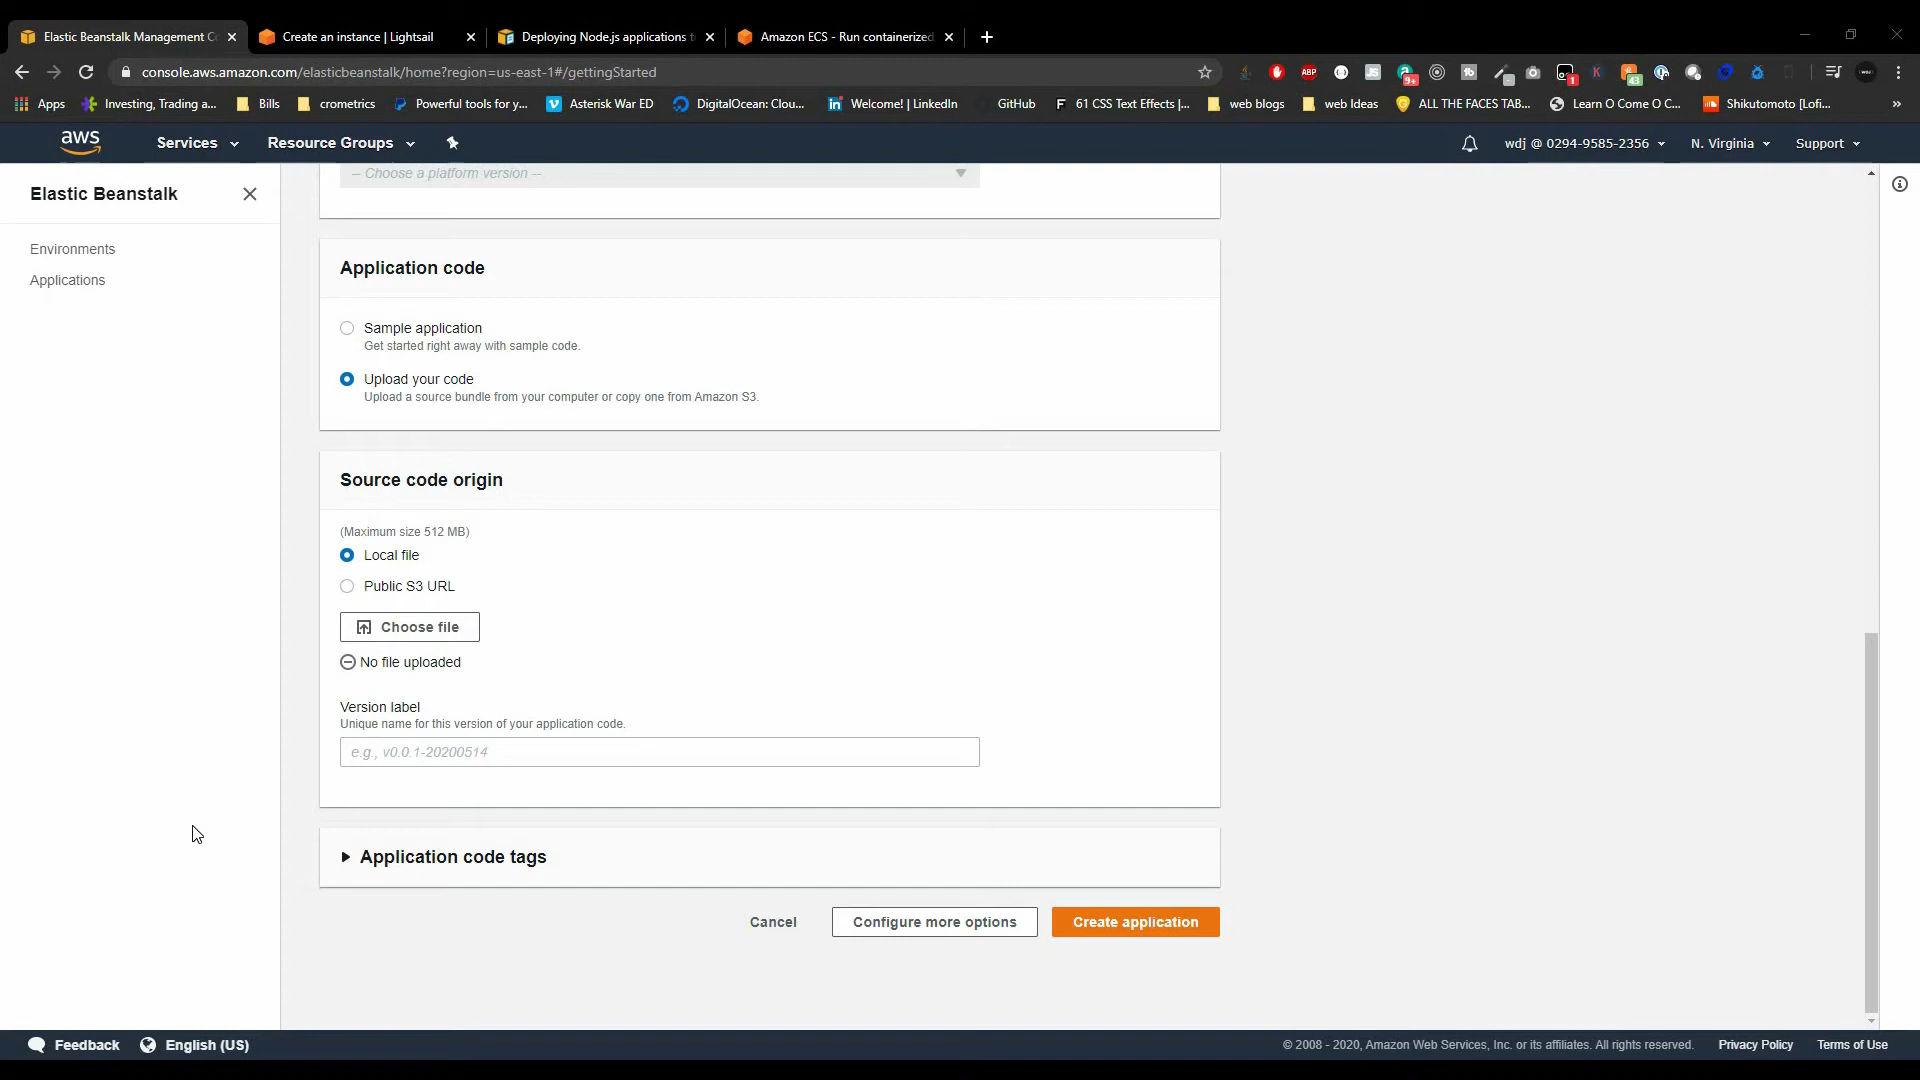 Elastic Beanstalk Management Co
Create an instance | Lightsail
Deploying Node.js applications t
Amazon ECS - Run containerized
console.aws.amazon.com/elasticbeanstalk/home?region=us-east-1#/gettingStarted
ABP
JS
9+
tb
1
K
43
Apps
Investing, Trading a...
Bills
crometrics
Powerful tools for y...
Asterisk War ED
DigitalOcean: Clou...
Welcome! | LinkedIn
GitHub
61 CSS Text Effects |...
web blogs
web Ideas
ALL THE FACES TAB...
Learn O Come O C...
Shikutomoto [Lofi...
»
aws
Services
Resource Groups
wdj @ 0294-9585-2356
N. Virginia
Support
Elastic Beanstalk
Environments
Applications
-- Choose a platform version --
Application code
Sample application
Get started right away with sample code.
Upload your code
Upload a source bundle from your computer or copy one from Amazon S3.
Source code origin
(Maximum size 512 MB)
Local file
Public S3 URL
Choose file
No file uploaded
Version label
Unique name for this version of your application code.
e.g., v0.0.1-20200514
Application code tags
Cancel
Configure more options
Create application
Feedback
English (US)
© 2008 - 2020, Amazon Web Services, Inc. or its affiliates. All rights reserved.
Privacy Policy
Terms of Use